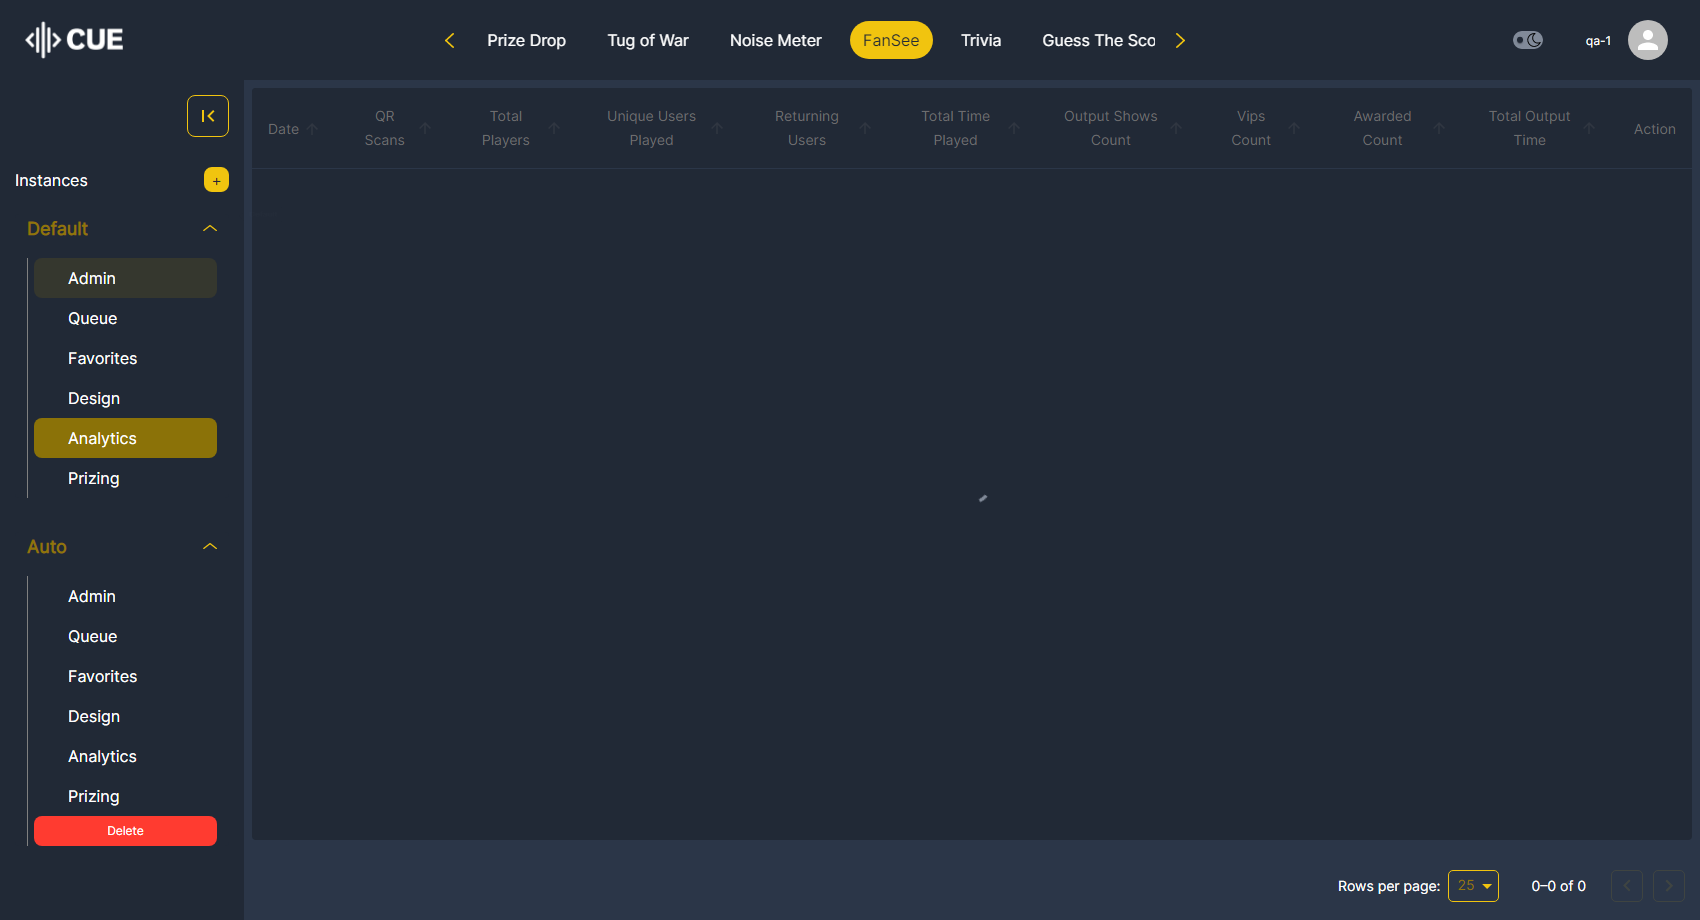 CUE
Prize Drop
Tug of War
Noise Meter
FanSee
Trivia
Guess The Sco
qa-1
Instances
+
Default
Admin
Queue
Favorites
Design
Analytics
Prizing
Auto
Admin
Queue
Favorites
Design
Analytics
Prizing
Delete
Date
QR
Scans
Total
Players
Unique Users
Played
Returning
Users
Total Time
Played
Output Shows
Count
Vips
Count
Awarded
Count
Total Output
Time
Action
Rows per page:
25
0–0 of 0